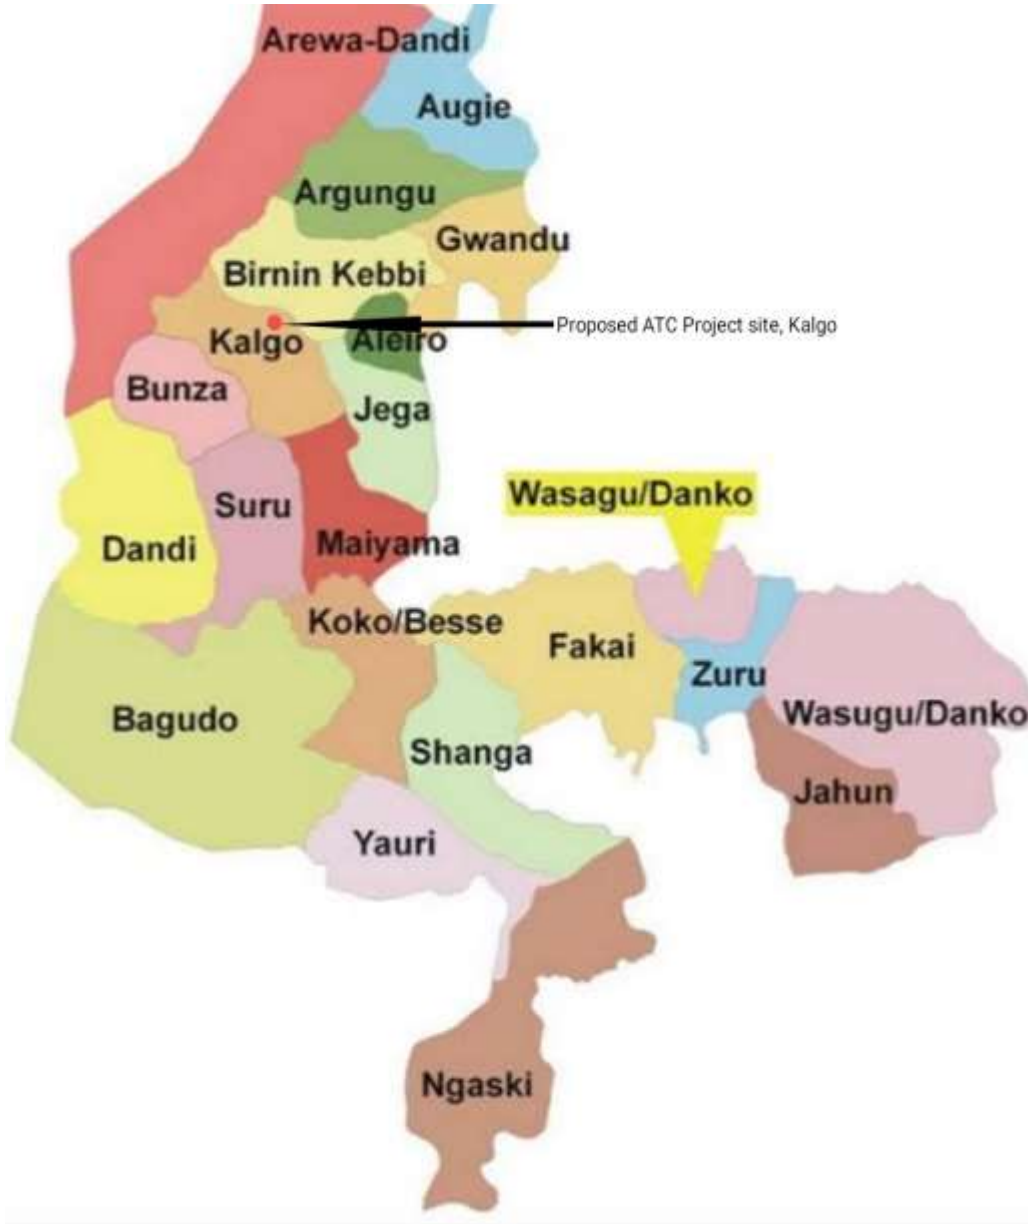 Arewa-Dandi
Augie
Argungu
Gwandu
Birnin Kebbi
Proposed ATC Project site, Kalgo
Kalgo
Aleiro
Bunza
Jega
Wasagu/Danko
Suru
Dandi
Maiyama
Koko/Besse
Fakai
Zuru
Bagudo
Wasugu/Danko
Shanga
Jahun
Yauri
Ngaski